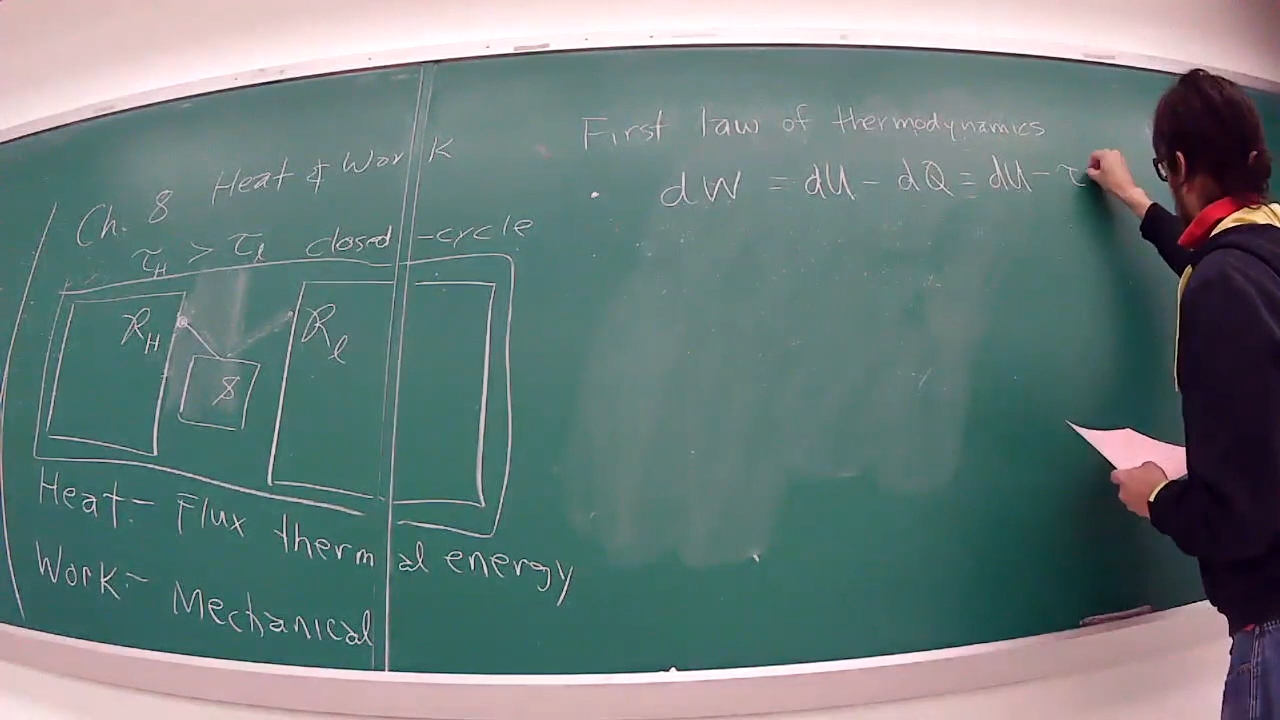 Ch. 8 Heat & Work
τ_H > τ_l closed-cycle
R_H
R_l
S
Heat:- Flux thermal energy
Work:- Mechanical
First law of thermodynamics
• dW = dU - dQ = dU - τ